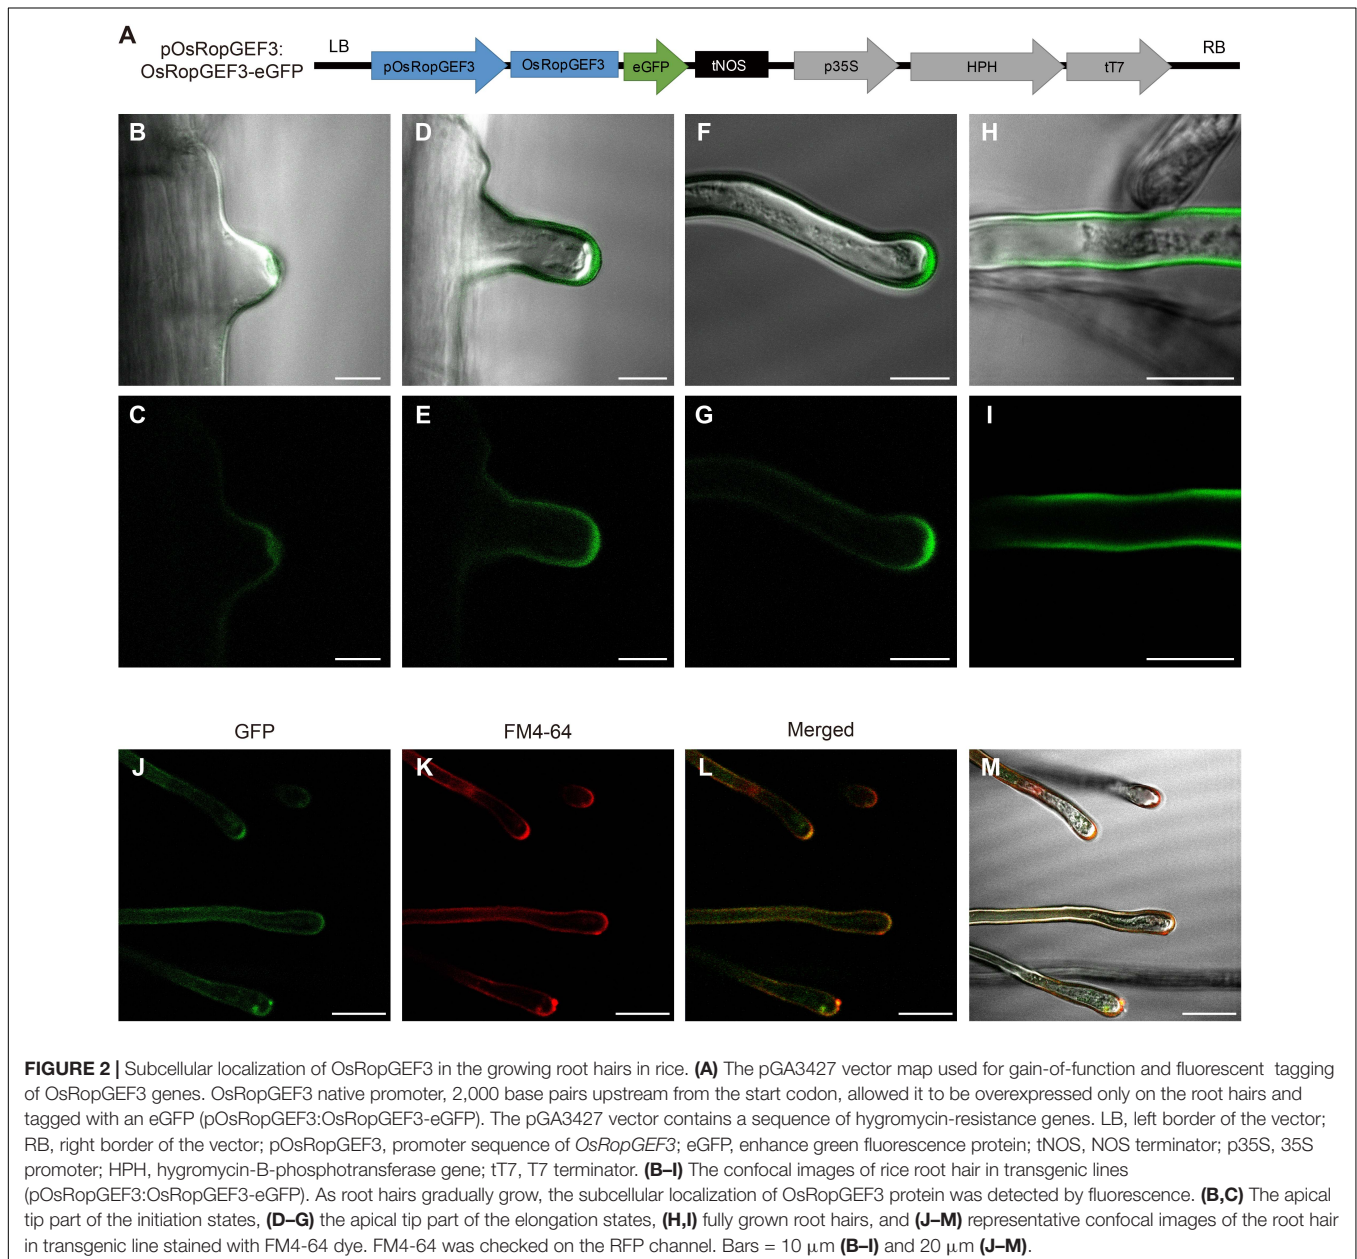 A
pOsRopGEF3:
OsRopGEF3-eGFP
LB
pOsRopGEF3
OsRopGEF3
eGFP
tNOS
p35S
HPH
tT7
RB
B
D
F
H
C
E
G
I
GFP
FM4-64
Merged
J
K
L
M
FIGURE 2 | Subcellular localization of OsRopGEF3 in the growing root hairs in rice. (A) The pGA3427 vector map used for gain-of-function and fluorescent tagging
of OsRopGEF3 genes. OsRopGEF3 native promoter, 2,000 base pairs upstream from the start codon, allowed it to be overexpressed only on the root hairs and
tagged with an eGFP (pOsRopGEF3:OsRopGEF3-eGFP). The pGA3427 vector contains a sequence of hygromycin-resistance genes. LB, left border of the vector;
RB, right border of the vector; pOsRopGEF3, promoter sequence of OsRopGEF3; eGFP, enhance green fluorescence protein; tNOS, NOS terminator; p35S, 35S
promoter; HPH, hygromycin-B-phosphotransferase gene; tT7, T7 terminator. (B–I) The confocal images of rice root hair in transgenic lines
(pOsRopGEF3:OsRopGEF3-eGFP). As root hairs gradually grow, the subcellular localization of OsRopGEF3 protein was detected by fluorescence. (B,C) The apical
tip part of the initiation states, (D–G) the apical tip part of the elongation states, (H,I) fully grown root hairs, and (J–M) representative confocal images of the root hair
in transgenic line stained with FM4-64 dye. FM4-64 was checked on the RFP channel. Bars = 10 μm (B–I) and 20 μm (J–M).